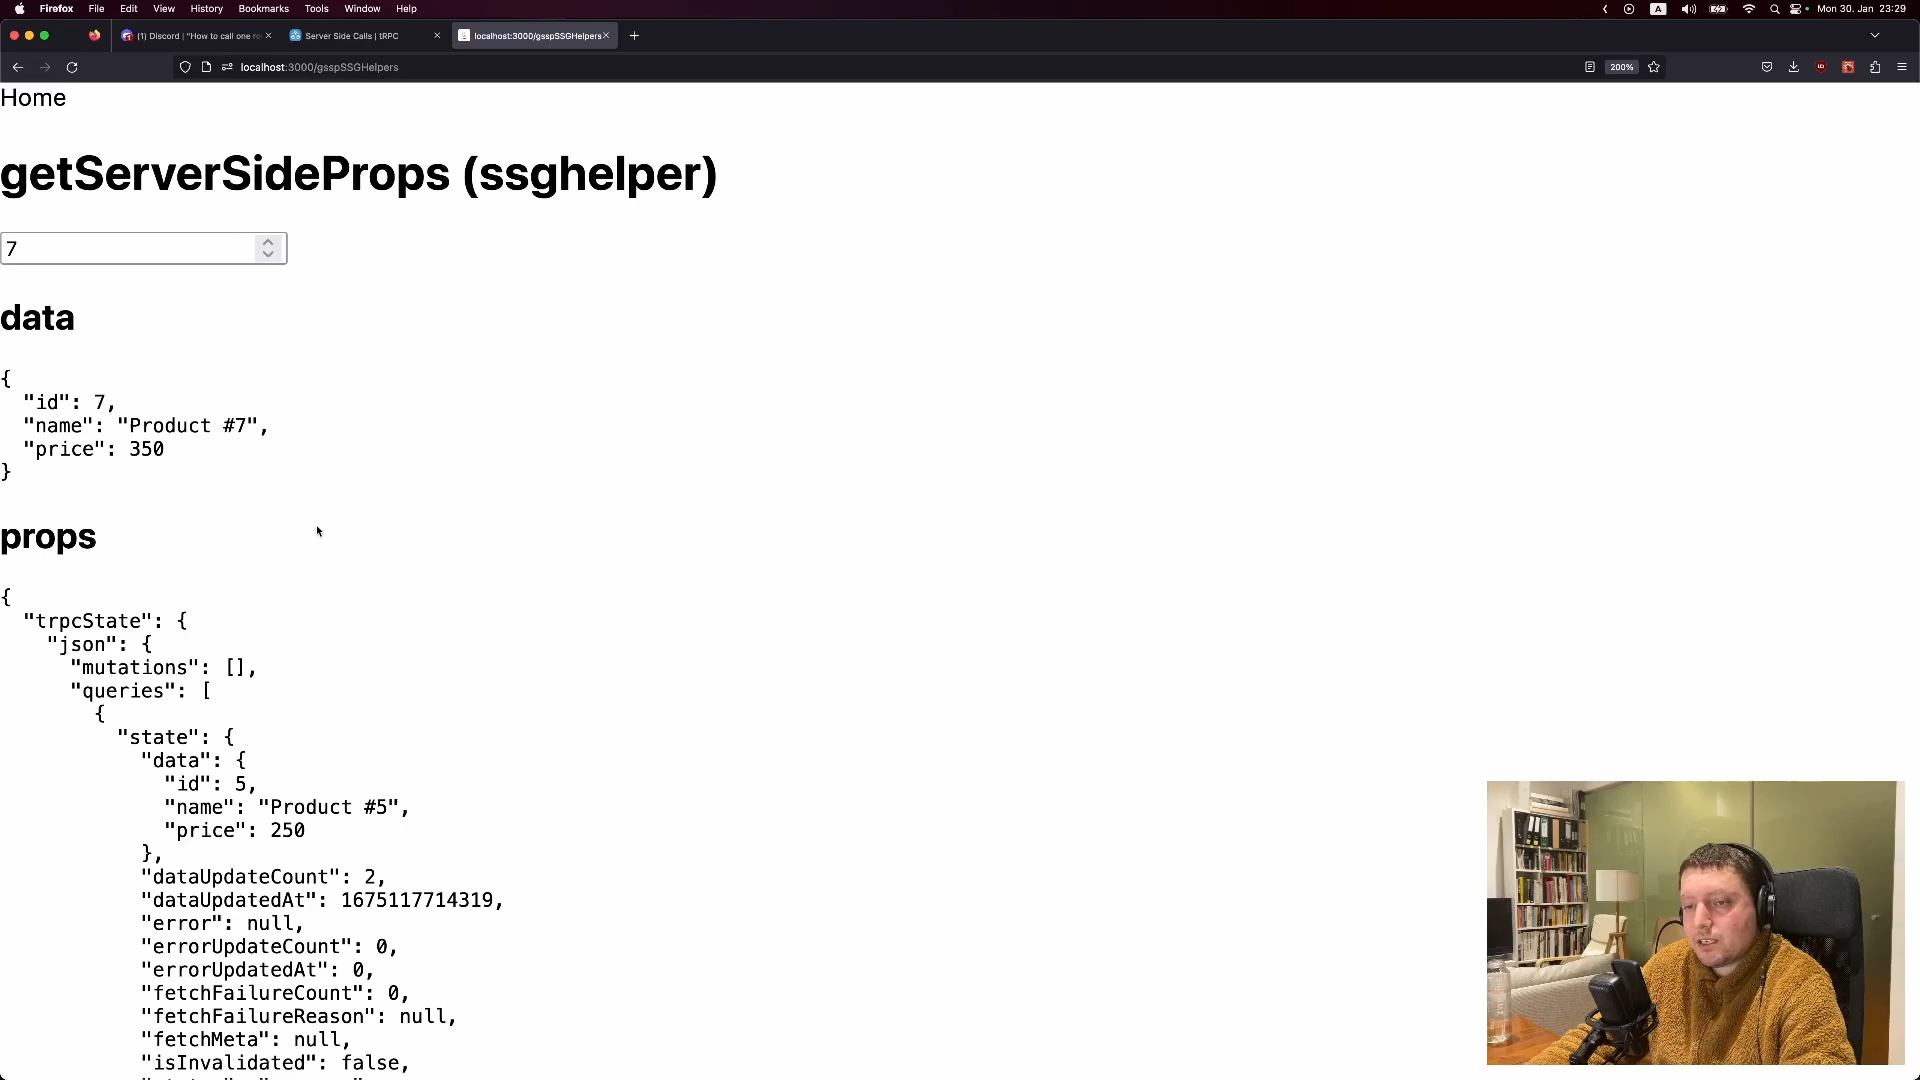 Firefox File Edit View History Bookmarks Tools Window Help
A Mon 30. Jan 23:29
(1) Discord | "How to call one ro
Server Side Calls | tRPC
localhost:3000/gsspSSGHelpers
localhost:3000/gsspSSGHelpers
200%
Home
getServerSideProps (ssghelper)
7
data
{
"id": 7,
"name": "Product #7",
"price": 350
}
props
{
"trpcState": {
"json": {
"mutations": [],
"queries": [
{
"state": {
"data": {
"id": 5,
"name": "Product #5",
"price": 250
},
"dataUpdateCount": 2,
"dataUpdatedAt": 1675117714319,
"error": null,
"errorUpdateCount": 0,
"errorUpdatedAt": 0,
"fetchFailureCount": 0,
"fetchFailureReason": null,
"fetchMeta": null,
"isInvalidated": false,